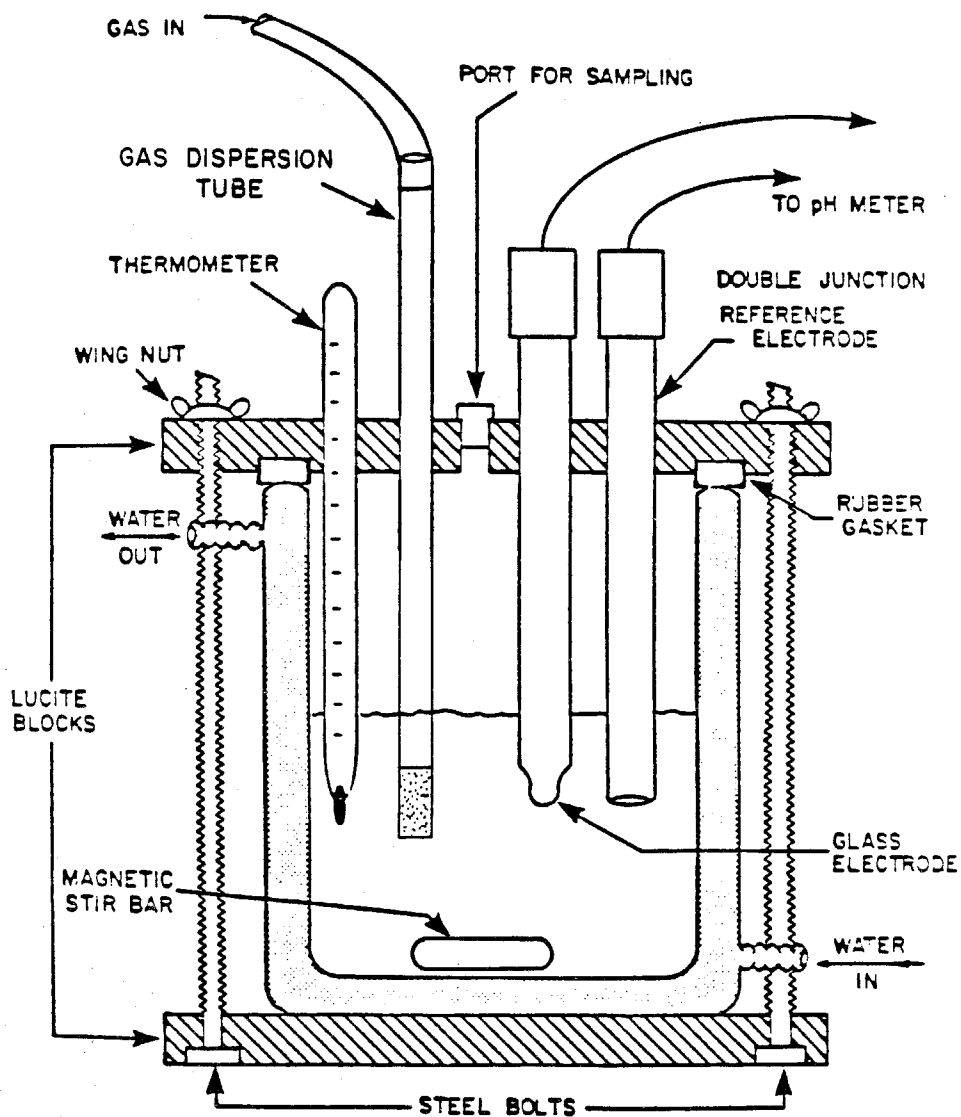 GAS IN
PORT FOR SAMPLING
GAS DISPERSION
TUBE
TO pH METER
THERMOMETER
DOUBLE JUNCTION
REFERENCE
ELECTRODE
WING NUT
RUBBER
GASKET
WATER
OUT
LUCITE
BLOCKS
GLASS
ELECTRODE
MAGNETIC
STIR BAR
WATER
IN
STEEL BOLTS